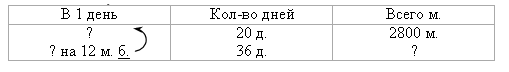 В 1 день Кол-во дней Всего м.
? 20 д. 2800 м.
? на 12 м. б. 36 д. ?